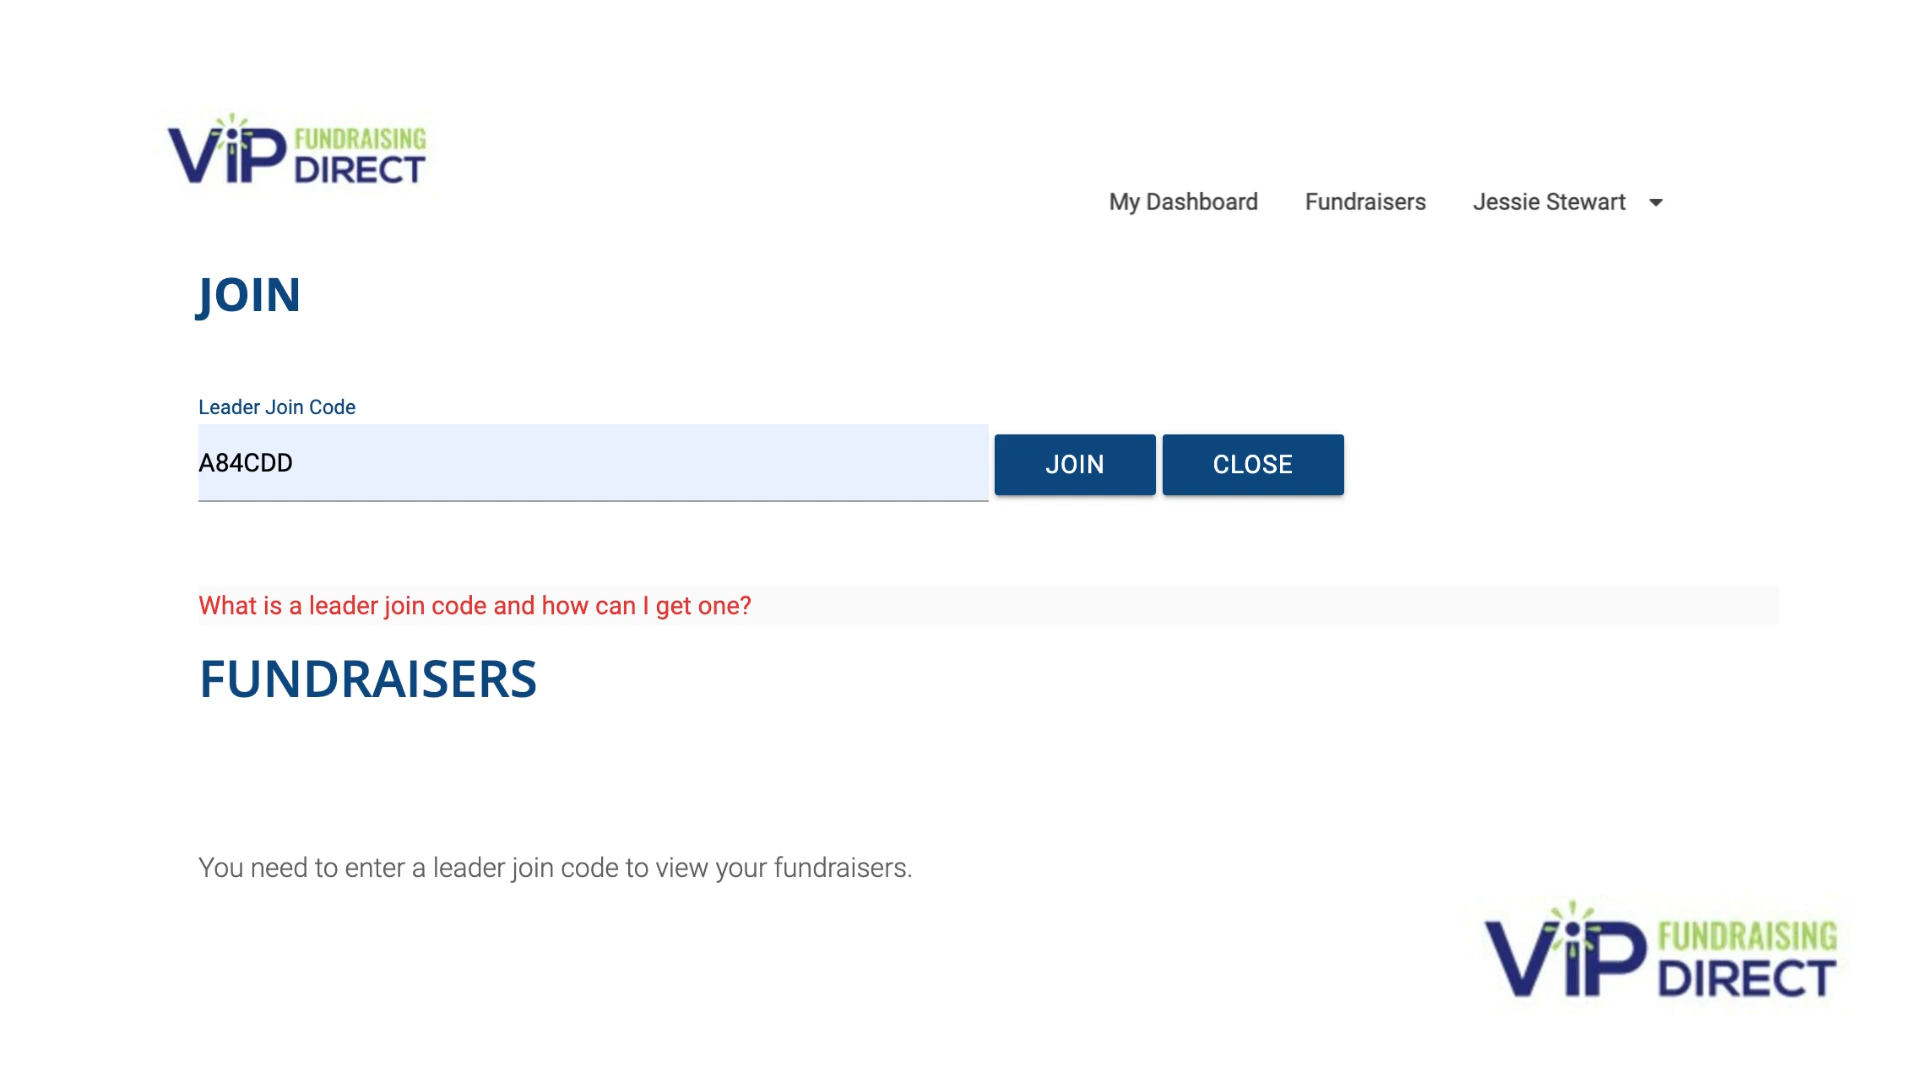 ViP FUNDRAISING DIRECT
My Dashboard Fundraisers Jessie Stewart
JOIN
Leader Join Code
A84CDD
JOIN CLOSE
What is a leader join code and how can I get one?
FUNDRAISERS
You need to enter a leader join code to view your fundraisers.
ViP FUNDRAISING DIRECT